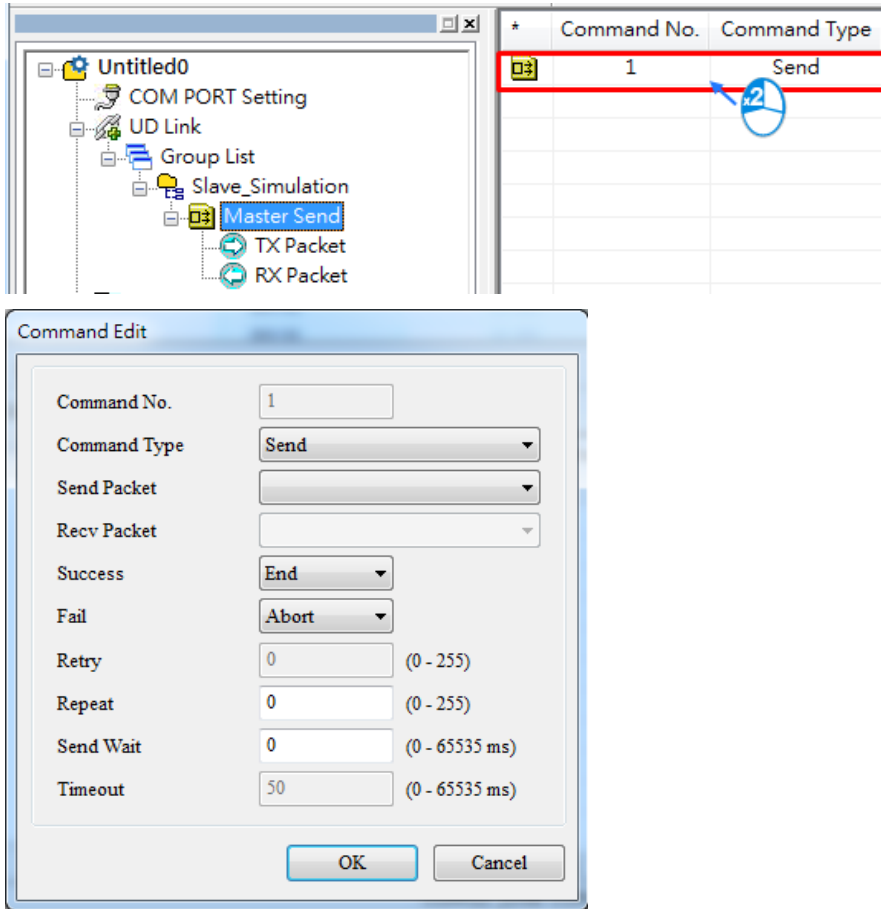 * Command No. Command Type
1 Send
x2
Untitled0
COM PORT Setting
UD Link
Group List
Slave_Simulation
Master Send
TX Packet
RX Packet
Command Edit
Command No. 1
Command Type Send
Send Packet
Recv Packet
Success End
Fail Abort
Retry 0 (0 - 255)
Repeat 0 (0 - 255)
Send Wait 0 (0 - 65535 ms)
Timeout 50 (0 - 65535 ms)
OK Cancel